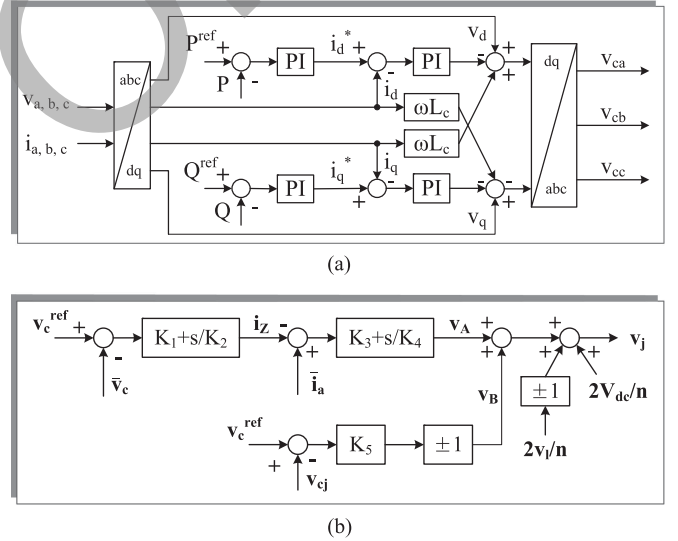 P^ref + - PI i_d^* + - PI - + + v_d
P i_d
abc
v_a, b, c
i_a, b, c
dq
ωL_c
ωL_c
dq
abc
v_ca
v_cb
v_cc
Q^ref + - PI i_q^* + - PI - - + v_q
Q i_q
(a)
v_c^ref + - K_1+s/K_2 i_Z - + K_3+s/K_4 v_A + + + + + v_j
v̄_c
ī_a
v_B
±1
2V_dc/n
2v_l/n
v_c^ref + - K_5 ±1
v_cj
(b)